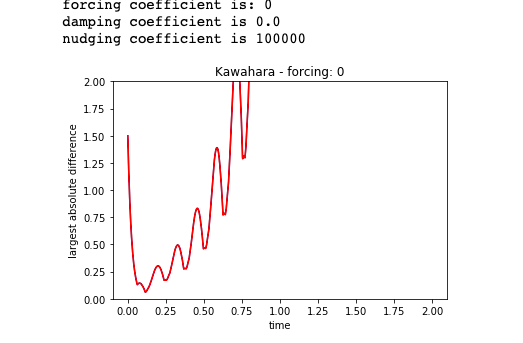 forcing coefficient is: 0
damping coefficient is 0.0
nudging coefficient is 100000
Kawahara - forcing: 0
largest absolute difference
2.00
1.75
1.50
1.25
1.00
0.75
0.50
0.25
0.00
0.00 0.25 0.50 0.75 1.00 1.25 1.50 1.75 2.00
time